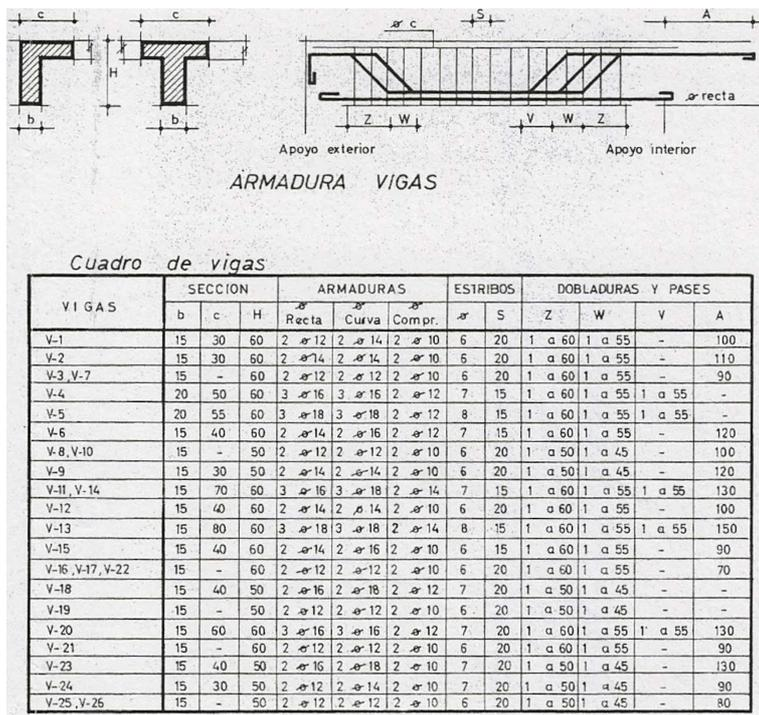 c c ø c S A
H
b b Z W V W Z ø recta
Apoyo exterior Apoyo interior
ARMADURA VIGAS
Cuadro de vigas
VIGAS SECCION ARMADURAS ESTRIBOS DOBLADURAS Y PASES
b c H ø Recta ø Curva ø Compr. ø S Z W V A
V-1 15 30 60 2 ø 12 2 ø 14 2 ø 10 6 20 1 a 60 1 a 55 - 100
V-2 15 30 60 2 ø 14 2 ø 14 2 ø 10 6 20 1 a 60 1 a 55 - 110
V-3,V-7 15 - 60 2 ø 12 2 ø 12 2 ø 10 6 20 1 a 60 1 a 55 - 90
V-4 20 50 60 3 ø 16 3 ø 16 2 ø 12 7 15 1 a 60 1 a 55 1 a 55 -
V-5 20 55 60 3 ø 18 3 ø 18 2 ø 12 8 15 1 a 60 1 a 55 1 a 55 -
V-6 15 40 60 2 ø 14 2 ø 16 2 ø 12 7 15 1 a 60 1 a 55 - 120
V-8,V-10 15 - 50 2 ø 12 2 ø 12 2 ø 10 6 20 1 a 50 1 a 45 - 100
V-9 15 30 50 2 ø 14 2 ø 14 2 ø 10 6 20 1 a 50 1 a 45 - 120
V-11,V-14 15 70 60 3 ø 16 3 ø 18 2 ø 14 7 15 1 a 60 1 a 55 1 a 55 130
V-12 15 40 60 2 ø 14 2 ø 14 2 ø 10 6 20 1 a 60 1 a 55 - 100
V-13 15 80 60 3 ø 18 3 ø 18 2 ø 14 8 15 1 a 60 1 a 55 1 a 55 150
V-15 15 40 60 2 ø 14 2 ø 16 2 ø 10 6 15 1 a 60 1 a 55 - 90
V-16,V-17,V-22 15 - 60 2 ø 12 2 ø 12 2 ø 10 6 20 1 a 60 1 a 55 - 70
V-18 15 40 50 2 ø 16 2 ø 18 2 ø 12 7 20 1 a 50 1 a 45 - -
V-19 15 - 50 2 ø 12 2 ø 12 2 ø 10 6 20 1 a 50 1 a 45 - -
V-20 15 60 60 3 ø 16 3 ø 16 2 ø 12 7 20 1 a 60 1 a 55 1 a 55 130
V-21 15 - 60 2 ø 12 2 ø 12 2 ø 10 6 20 1 a 60 1 a 55 - 90
V-23 15 40 50 2 ø 16 2 ø 18 2 ø 10 7 20 1 a 50 1 a 45 - 130
V-24 15 30 50 2 ø 12 2 ø 14 2 ø 10 7 20 1 a 50 1 a 45 - 90
V-25,V-26 15 - 50 2 ø 12 2 ø 12 2 ø 10 6 20 1 a 50 1 a 45 - 80